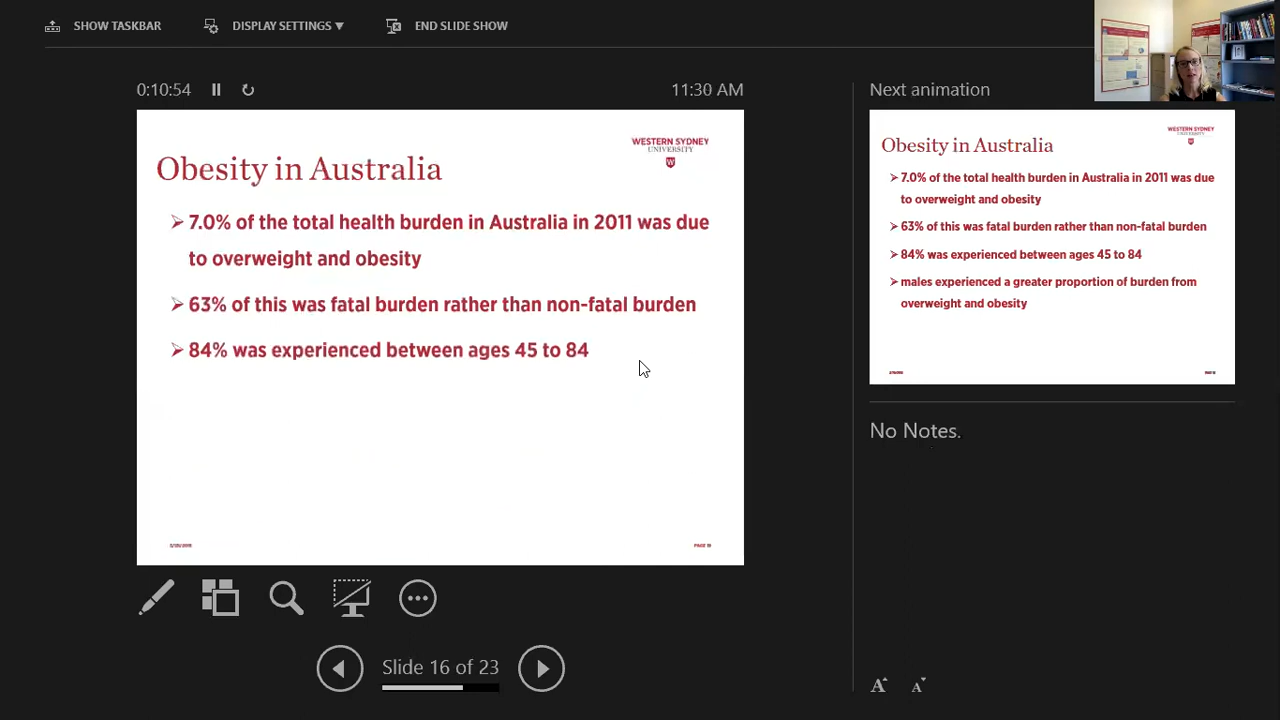 SHOW TASKBAR
DISPLAY SETTINGS ▼
END SLIDE SHOW
0:10:54
11:30 AM
WESTERN SYDNEY
UNIVERSITY
W
Obesity in Australia
➢ 7.0% of the total health burden in Australia in 2011 was due
to overweight and obesity
➢ 63% of this was fatal burden rather than non-fatal burden
➢ 84% was experienced between ages 45 to 84
Slide 16 of 23
Next animation
WESTERN SYDNEY
UNIVERSITY
Obesity in Australia
➢ 7.0% of the total health burden in Australia in 2011 was due
to overweight and obesity
➢ 63% of this was fatal burden rather than non-fatal burden
➢ 84% was experienced between ages 45 to 84
➢ males experienced a greater proportion of burden from
overweight and obesity
No Notes.
A
A